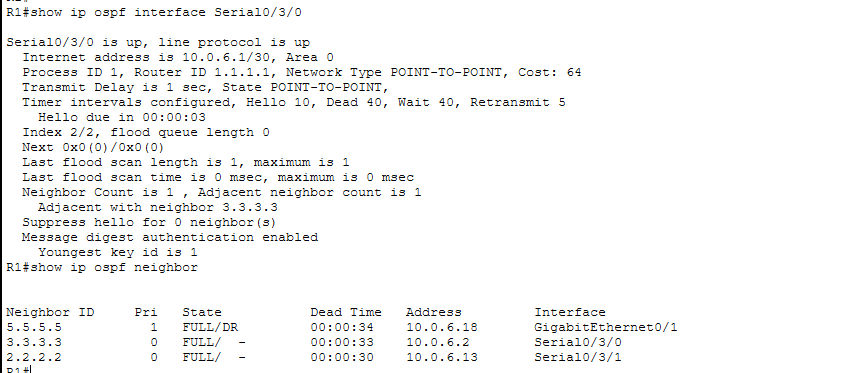 R1#show ip ospf interface Serial0/3/0
Serial0/3/0 is up, line protocol is up
Internet address is 10.0.6.1/30, Area 0
Process ID 1, Router ID 1.1.1.1, Network Type POINT-TO-POINT, Cost: 64
Transmit Delay is 1 sec, State POINT-TO-POINT,
Timer intervals configured, Hello 10, Dead 40, Wait 40, Retransmit 5
Hello due in 00:00:03
Index 2/2, flood queue length 0
Next 0x0(0)/0x0(0)
Last flood scan length is 1, maximum is 1
Last flood scan time is 0 msec, maximum is 0 msec
Neighbor Count is 1 , Adjacent neighbor count is 1
Adjacent with neighbor 3.3.3.3
Suppress hello for 0 neighbor(s)
Message digest authentication enabled
Youngest key id is 1
R1#show ip ospf neighbor
Neighbor ID Pri State Dead Time Address Interface
5.5.5.5 1 FULL/DR 00:00:34 10.0.6.18 GigabitEthernet0/1
3.3.3.3 0 FULL/ - 00:00:33 10.0.6.2 Serial0/3/0
2.2.2.2 0 FULL/ - 00:00:30 10.0.6.13 Serial0/3/1
R1#